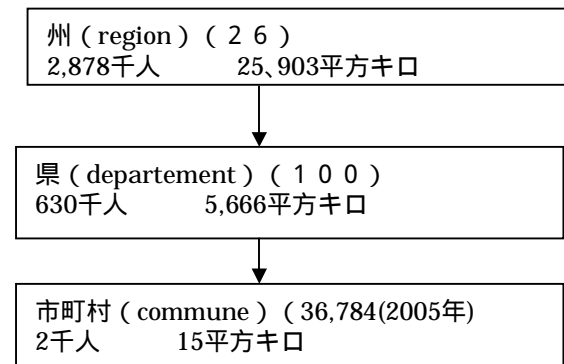 州（region）（２６）
2,878千人　　25、903平方キロ
県（departement）（１００）
630千人　　5,666平方キロ
市町村（commune）（36,784(2005年)
2千人　　15平方キロ